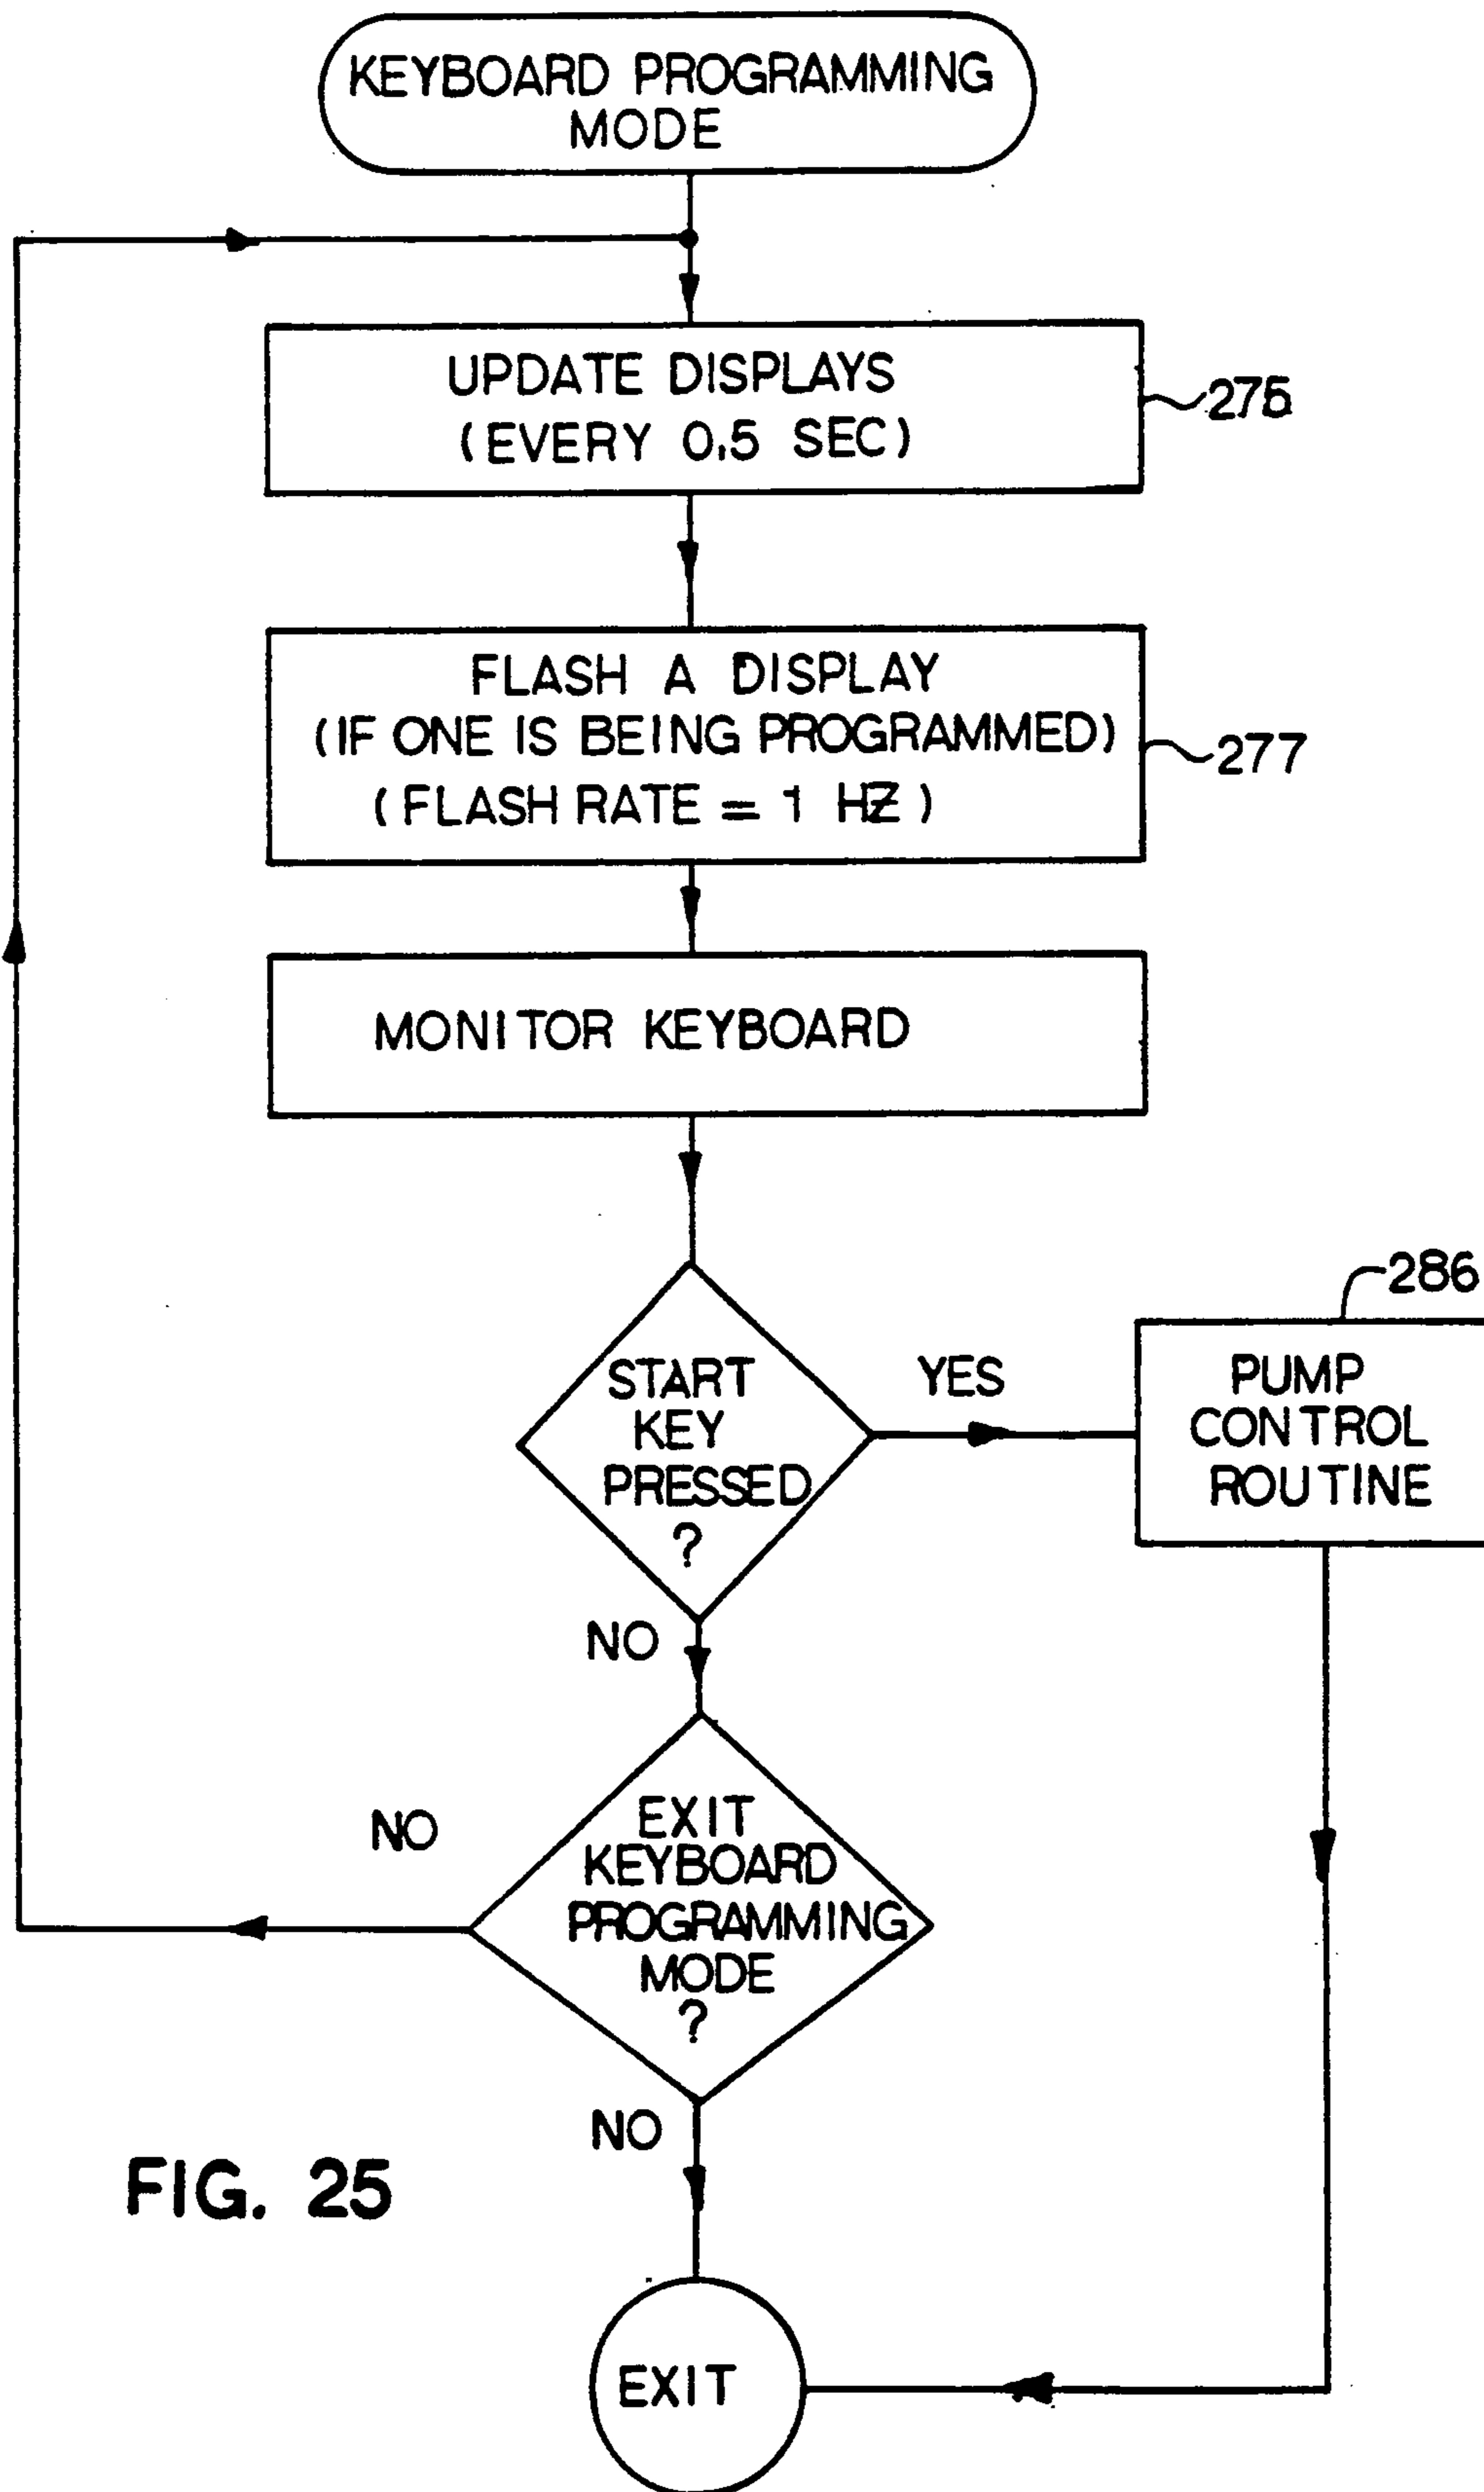 KEYBOARD PROGRAMMING
MODE
UPDATE DISPLAYS
(EVERY 0.5 SEC)
275
FLASH A DISPLAY
(IF ONE IS BEING PROGRAMMED)
(FLASH RATE = 1 HZ)
277
MONITOR KEYBOARD
286
START
KEY
PRESSED
?
YES
PUMP
CONTROL
ROUTINE
NO
NO
EXIT
KEYBOARD
PROGRAMMING
MODE
?
NO
FIG. 25
EXIT